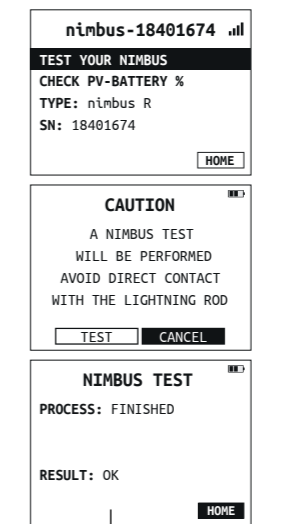 nimbus-18401674
TEST YOUR NIMBUS
CHECK PV-BATTERY %
TYPE: nimbus R
SN: 18401674
HOME
CAUTION
A NIMBUS TEST
WILL BE PERFORMED
AVOID DIRECT CONTACT
WITH THE LIGHTNING ROD
TEST CANCEL
NIMBUS TEST
PROCESS: FINISHED
RESULT: OK
HOME